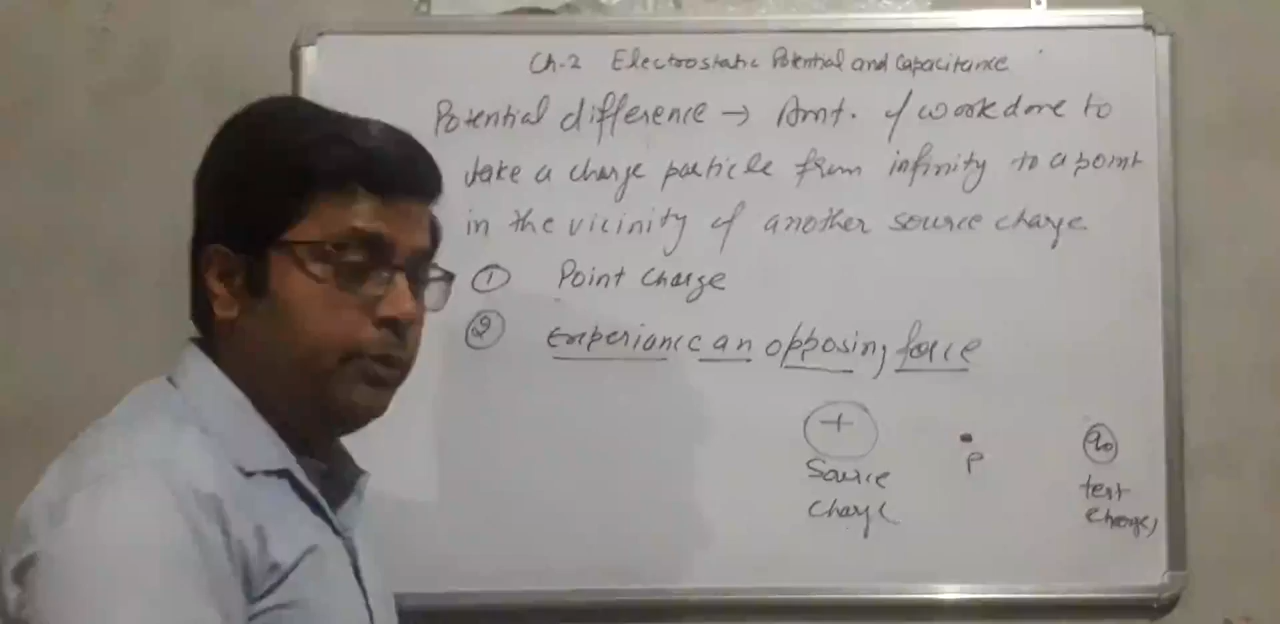 Ch.2 Electrostatic Potential and Capacitance
Potential difference → Amt. of work done to
take a charge particle from infinity to a point
in the vicinity of another source charge
① Point Charge
② Experiance an opposing force
+
Source
charge
P
q₀
test
charge